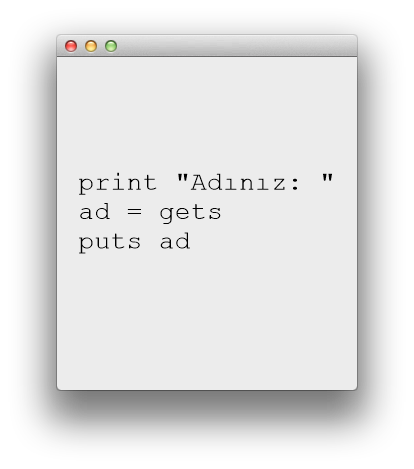 print "Adınız: "
ad = gets
puts ad